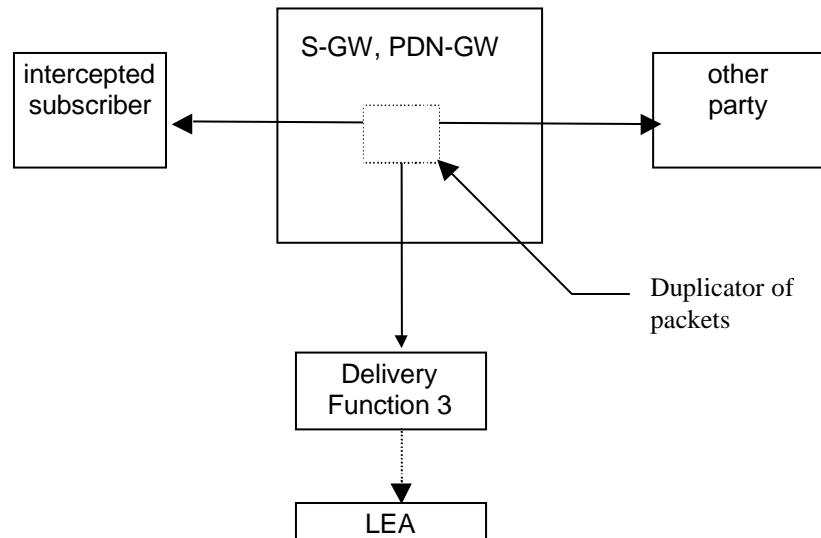 S-GW, PDN-GW
intercepted
subscriber
other
party
Duplicator of
packets
Delivery
Function 3
LEA